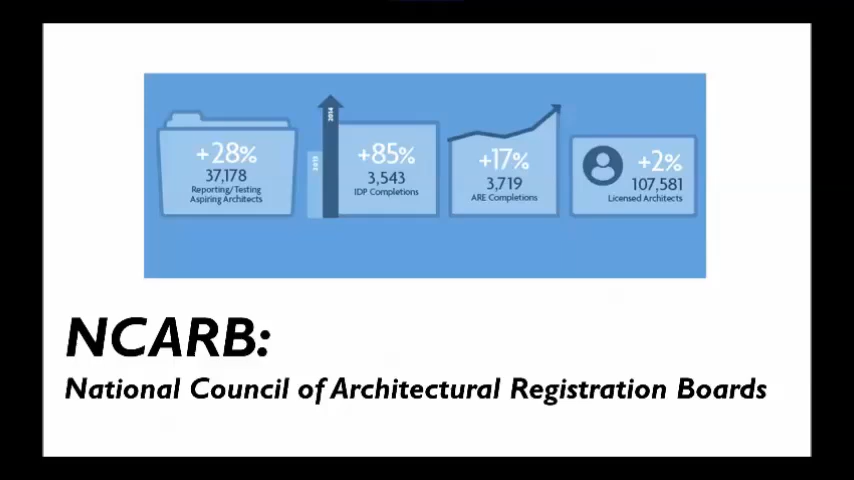 +28%
37,178
Reporting/Testing
Aspiring Architects
2014
+85%
3,543
IDP Completions
+17%
3,719
ARE Completions
+2%
107,581
Licensed Architects
NCARB:
National Council of Architectural Registration Boards